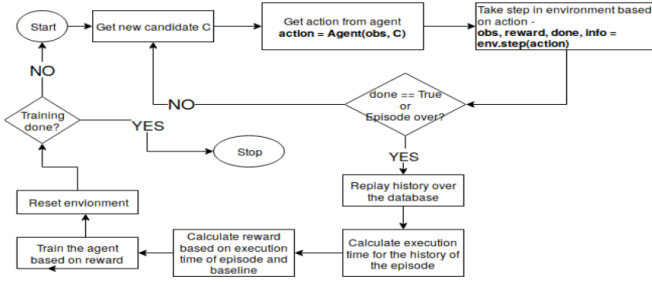 Start
Get new candidate C
Get action from agent
action = Agent(obs, C)
Take step in environment based
on action -
obs, reward, done, info =
env.step(action)
NO
NO
done == True
or
Episode over?
Training
done?
YES
Stop
YES
Replay history over
the database
Reset envionment
Calculate reward
based on execution
time of episode and
baseline
Calculate execution
time for the history of
the episode
Train the agent
based on reward